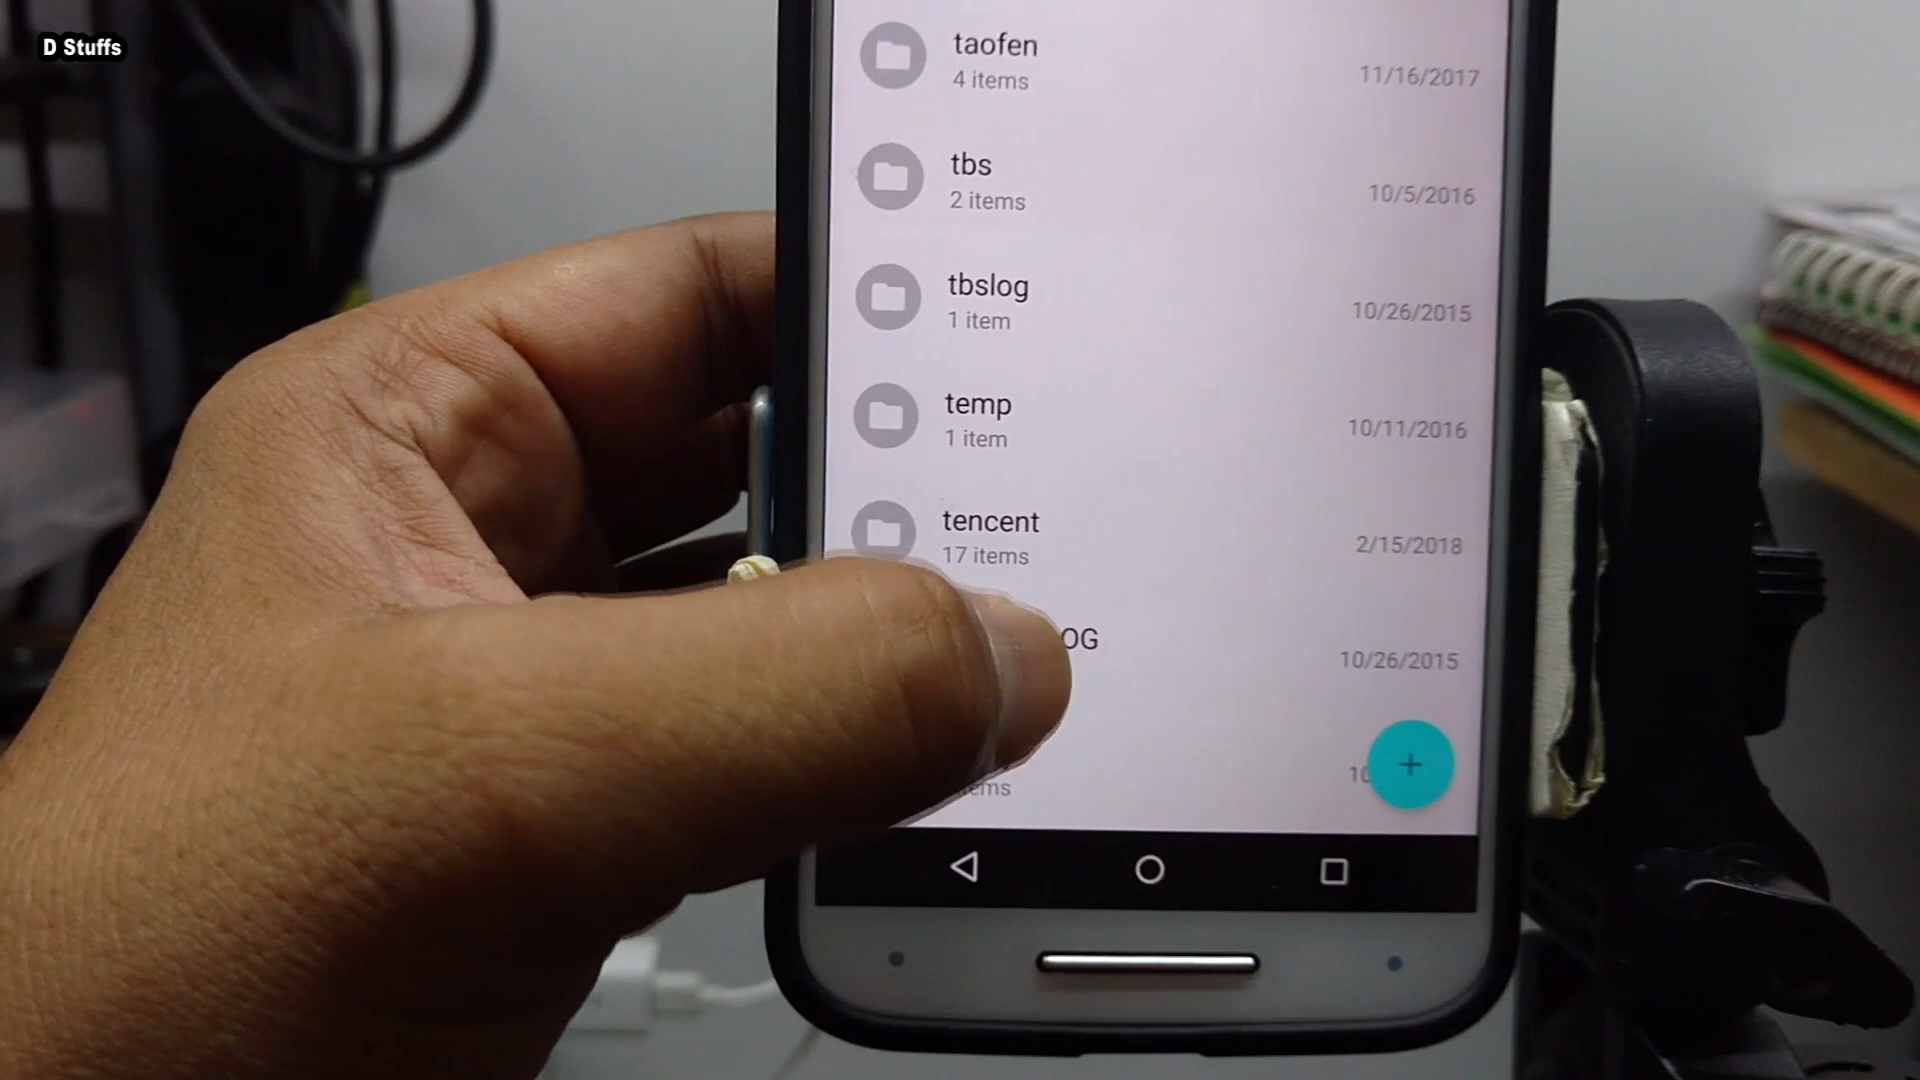 D Stuffs
taofen
4 items
11/16/2017
tbs
2 items
10/5/2016
tbslog
1 item
10/26/2015
temp
1 item
10/11/2016
tencent
17 items
2/15/2018
10/26/2015